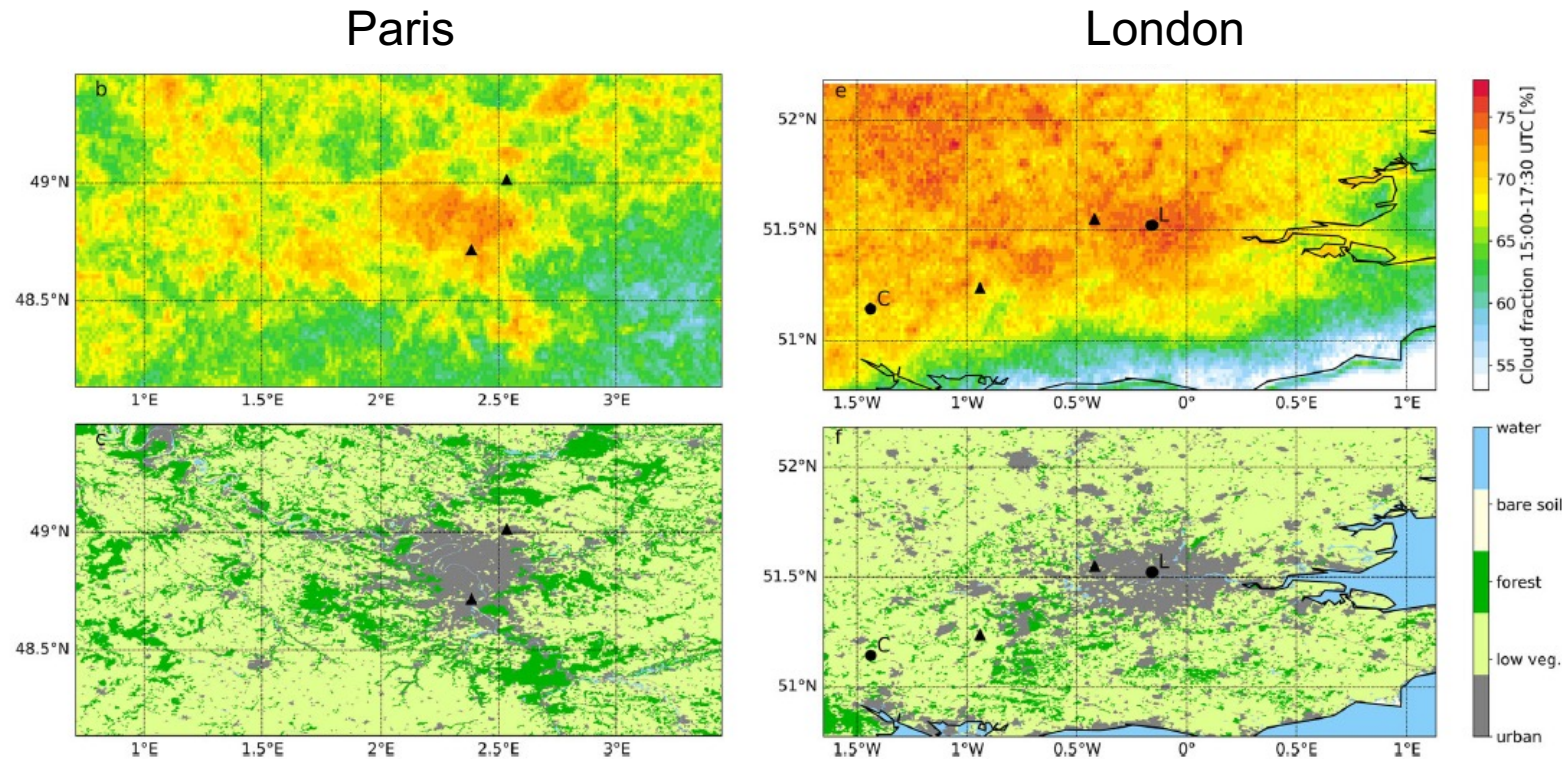 Paris
London
b
49°N
48.5°N
1°E
1.5°E
2°E
2.5°E
3°E
e
L
C
52°N
51.5°N
51°N
1.5°W
1°W
0.5°W
0°
0.5°E
1°E
75
70
65
60
55
Cloud fraction 15:00-17:30 UTC [%]
c
49°N
48.5°N
1°E
1.5°E
2°E
2.5°E
3°E
f
L
C
52°N
51.5°N
51°N
1.5°W
1°W
0.5°W
0°
0.5°E
1°E
water
bare soil
forest
low veg.
urban